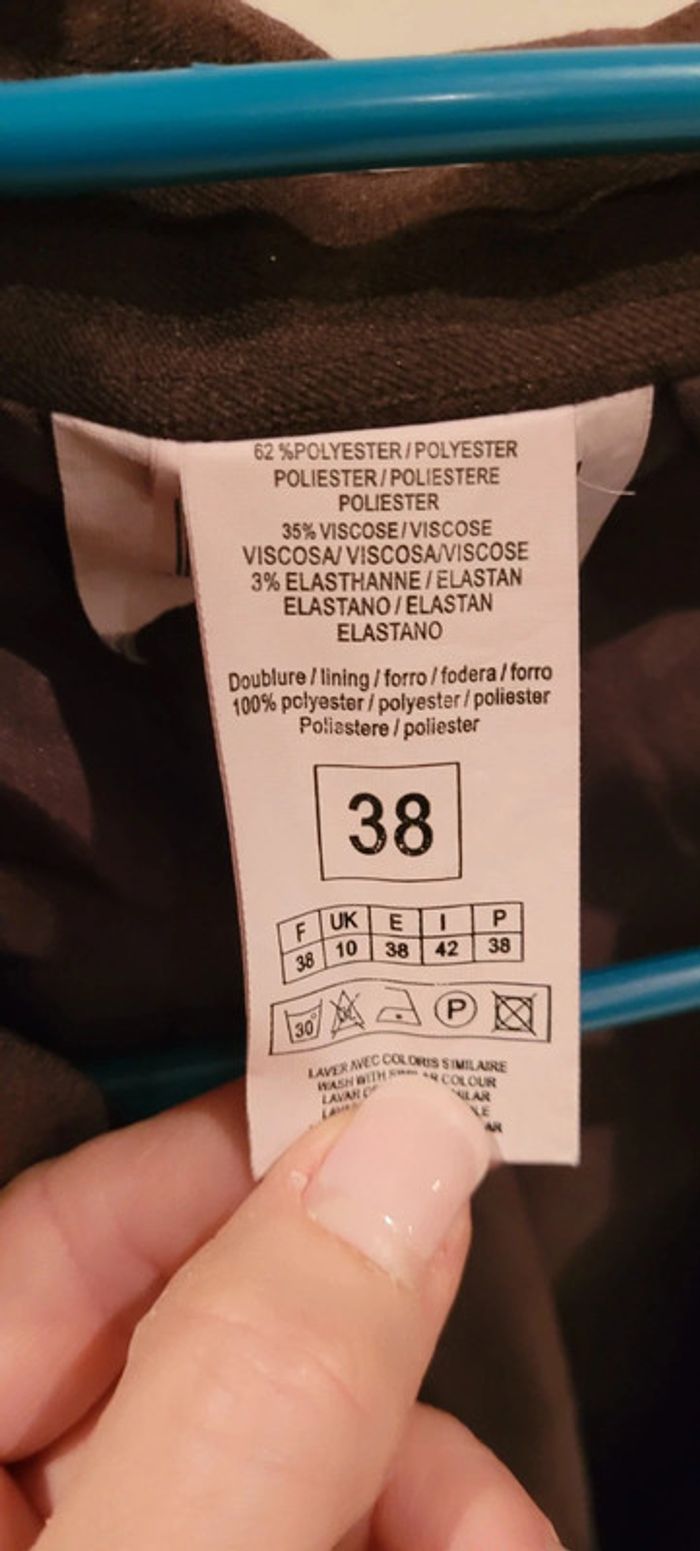 62 %POLYESTER / POLYESTER
POLIESTER / POLIESTERE
POLIESTER
35% VISCOSE / VISCOSE
VISCOSA/ VISCOSA/VISCOSE
3% ELASTHANNE / ELASTAN
ELASTANO / ELASTAN
ELASTANO
Doublure / lining / forro / fodera / forro
100% polyester / polyester / poliester
Poliastere / poliester
38
F UK E I P
38 10 38 42 38
30° P
LAVER AVEC COLORIS SIMILAIRE
WASH WITH COLOUR
LAVAR